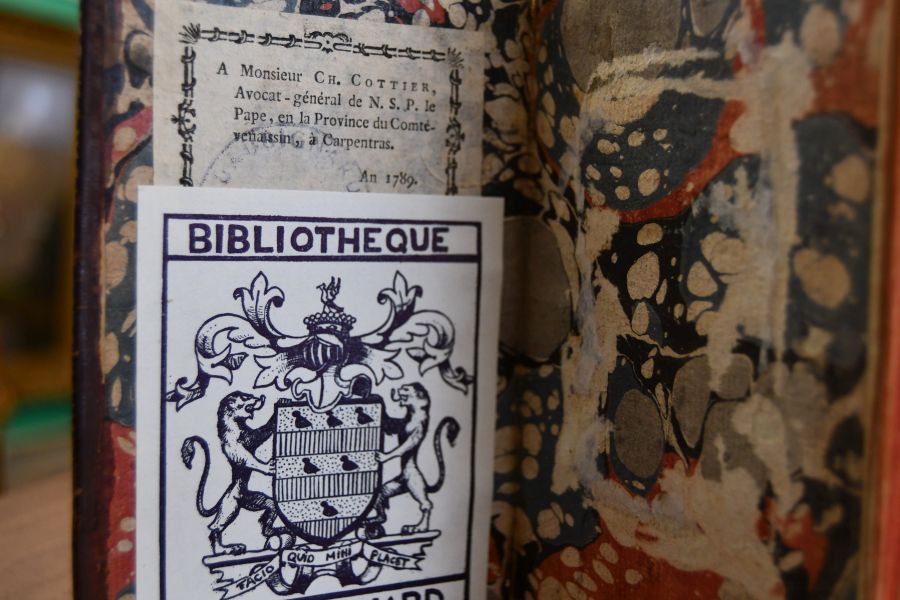 A Monsieur CH. COTTIER,
Avocat-général de N. S. P. le
Pape, en la Province du Comté-
venaissin, à Carpentras.
An 1789.
BIBLIOTHEQUE
FACIO QUID MIHI PLACET